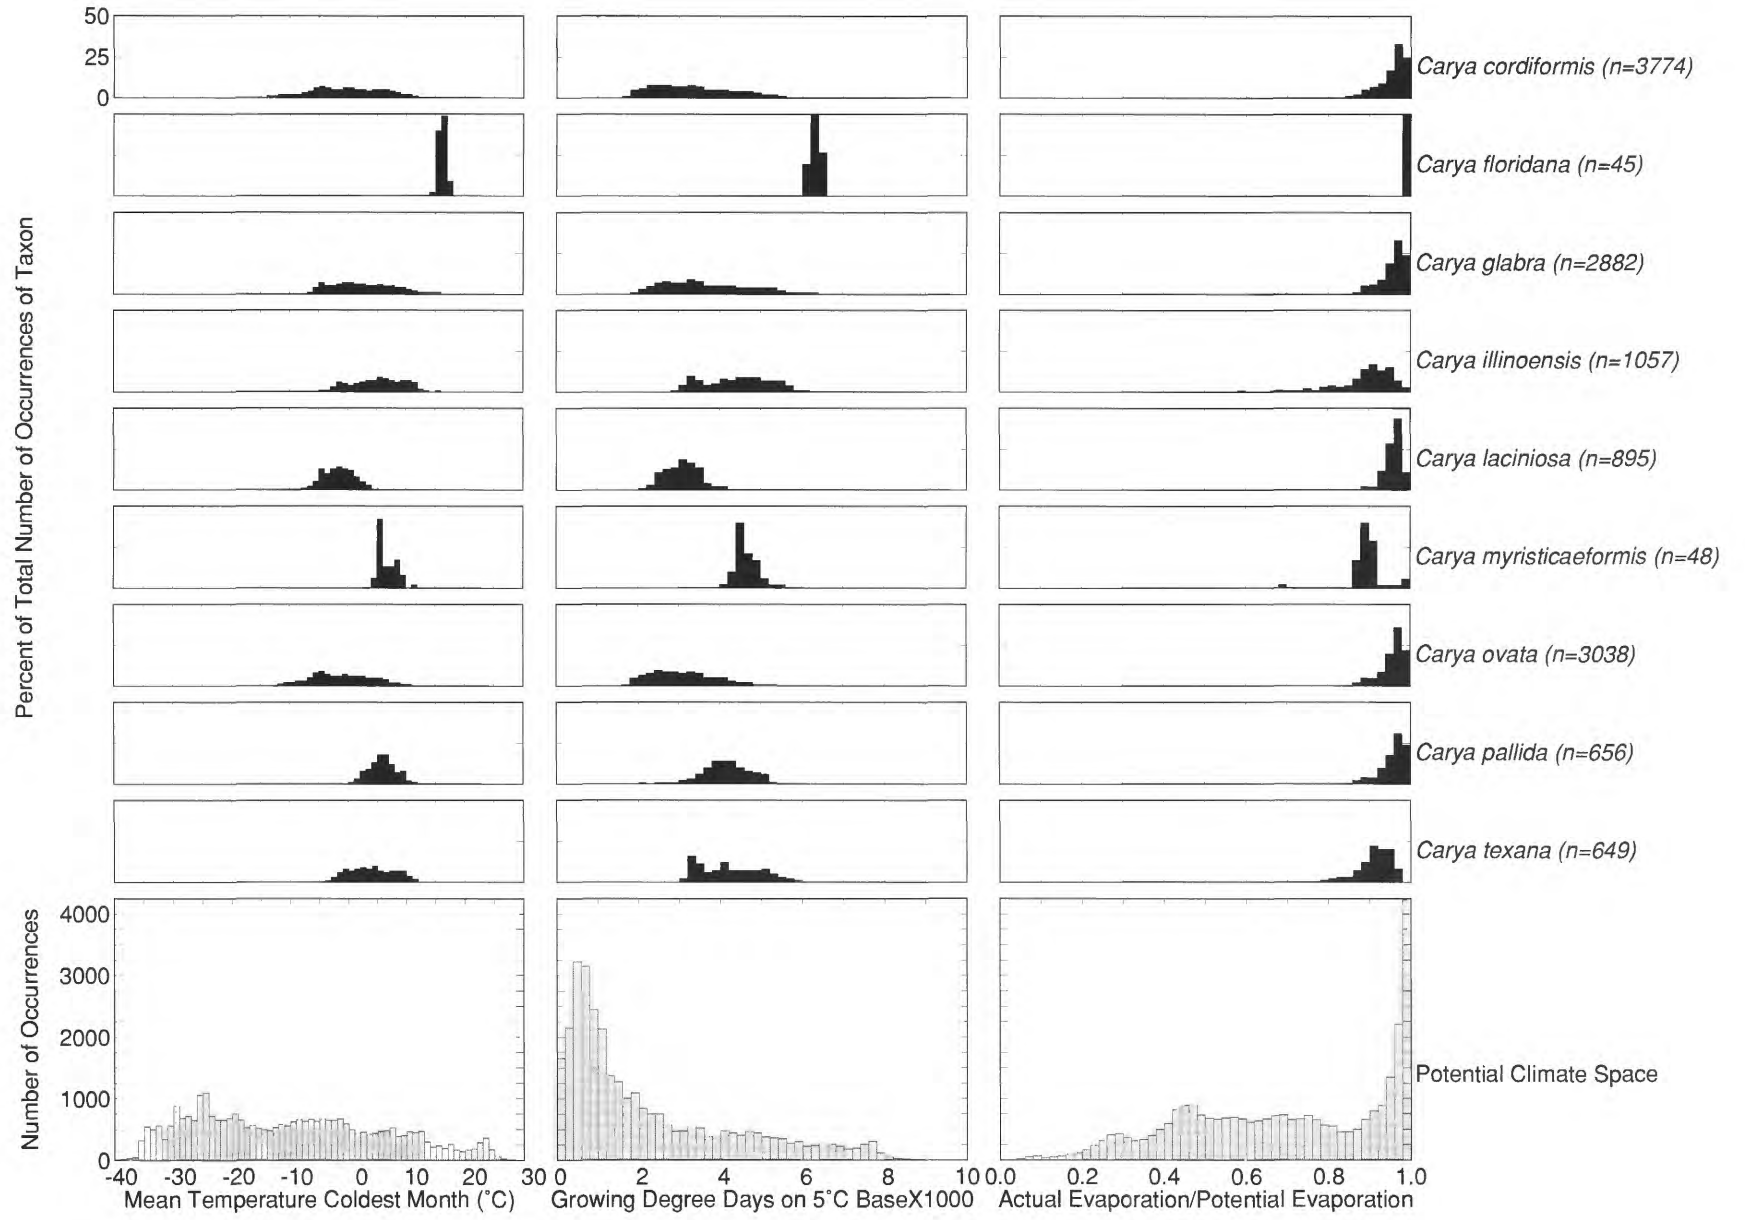 50
25
0
Carya cordiformis (n=3774)
Carya floridana (n=45)
Carya glabra (n=2882)
Carya illinoensis (n=1057)
Carya laciniosa (n=895)
Carya myristicaeformis (n=48)
Carya ovata (n=3038)
Carya pallida (n=656)
Carya texana (n=649)
Percent of Total Number of Occurrences of Taxon
4000
3000
2000
1000
0
Number of Occurrences
Potential Climate Space
-40 -30 -20 -10 0 10 20 30
0 2 4 6 8 10
0.0 0.2 0.4 0.6 0.8 1.0
Mean Temperature Coldest Month (°C)
Growing Degree Days on 5°C BaseX1000
Actual Evaporation/Potential Evaporation